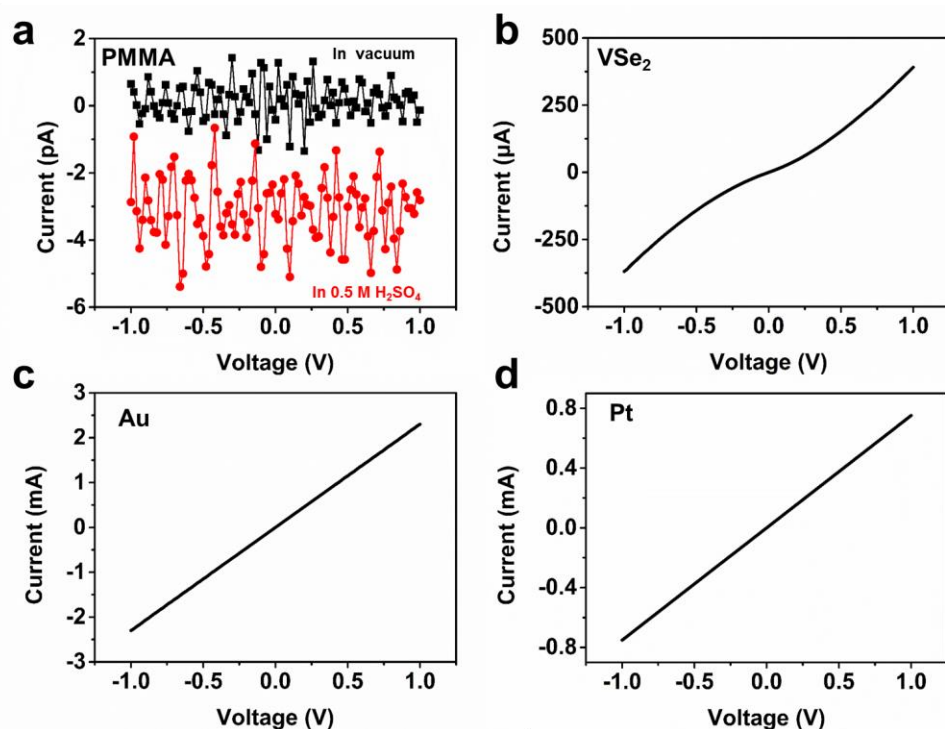 a
PMMA
In vacuum
In 0.5 M H₂SO₄
2
0
-2
-4
-6
Current (pA)
-1.0 -0.5 0.0 0.5 1.0
Voltage (V)
b
VSe₂
500
250
0
-250
-500
Current (µA)
-1.0 -0.5 0.0 0.5 1.0
Voltage (V)
c
Au
3
2
1
0
-1
-2
-3
Current (mA)
-1.0 -0.5 0.0 0.5 1.0
Voltage (V)
d
Pt
0.8
0.4
0.0
-0.4
-0.8
Current (mA)
-1.0 -0.5 0.0 0.5 1.0
Voltage (V)